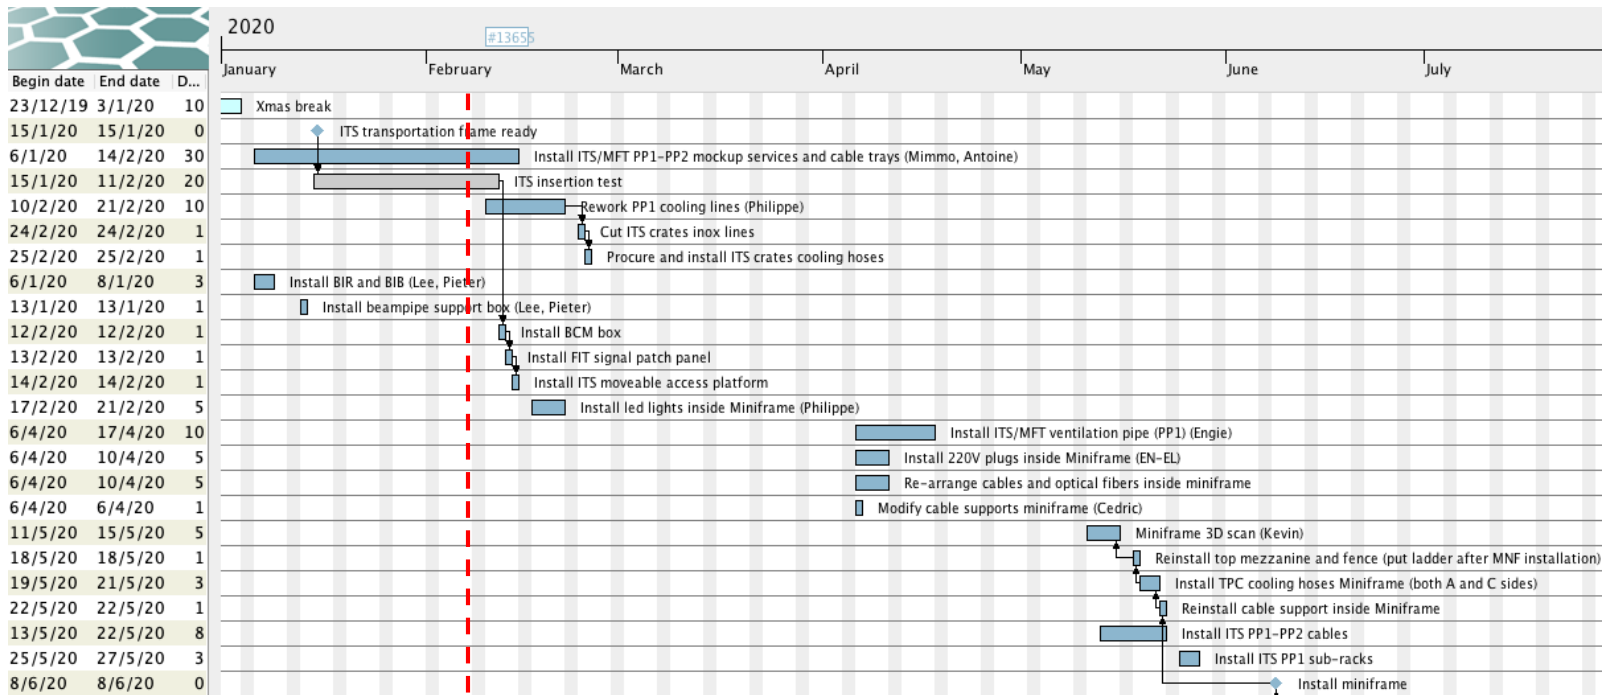 2020
#13655
January February March April May June July
Begin date End date D...
23/12/19 3/1/20 10 Xmas break
15/1/20 15/1/20 0 ITS transportation frame ready
6/1/20 14/2/20 30 Install ITS/MFT PP1-PP2 mockup services and cable trays (Mimmo, Antoine)
15/1/20 11/2/20 20 ITS insertion test
10/2/20 21/2/20 10 Rework PP1 cooling lines (Philippe)
24/2/20 24/2/20 1 Cut ITS crates inox lines
25/2/20 25/2/20 1 Procure and install ITS crates cooling hoses
6/1/20 8/1/20 3 Install BIR and BIB (Lee, Pieter)
13/1/20 13/1/20 1 Install beampipe support box (Lee, Pieter)
12/2/20 12/2/20 1 Install BCM box
13/2/20 13/2/20 1 Install FIT signal patch panel
14/2/20 14/2/20 1 Install ITS moveable access platform
17/2/20 21/2/20 5 Install led lights inside Miniframe (Philippe)
6/4/20 17/4/20 10 Install ITS/MFT ventilation pipe (PP1) (Engie)
6/4/20 10/4/20 5 Install 220V plugs inside Miniframe (EN-EL)
6/4/20 10/4/20 5 Re-arrange cables and optical fibers inside miniframe
6/4/20 6/4/20 1 Modify cable supports miniframe (Cedric)
11/5/20 15/5/20 5 Miniframe 3D scan (Kevin)
18/5/20 18/5/20 1 Reinstall top mezzanine and fence (put ladder after MNF installation)
19/5/20 21/5/20 3 Install TPC cooling hoses Miniframe (both A and C sides)
22/5/20 22/5/20 1 Reinstall cable support inside Miniframe
13/5/20 22/5/20 8 Install ITS PP1-PP2 cables
25/5/20 27/5/20 3 Install ITS PP1 sub-racks
8/6/20 8/6/20 0 Install miniframe